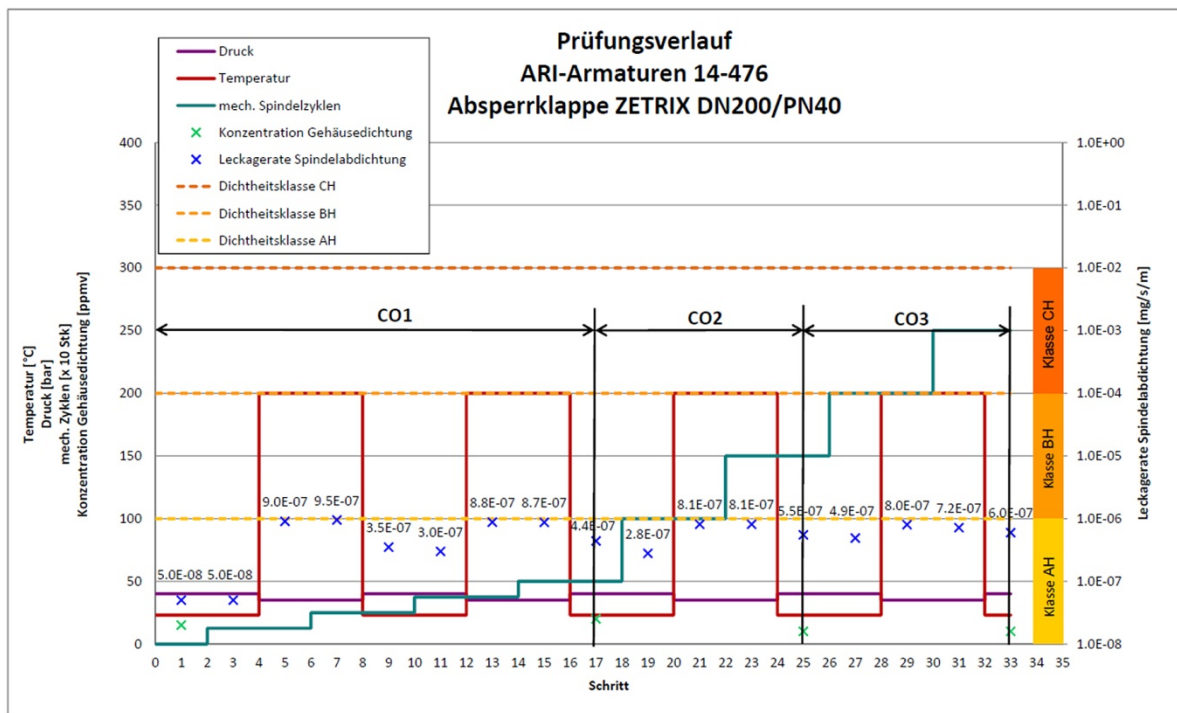 Prüfungsverlauf
ARI-Armaturen 14-476
Absperrklappe ZETRIX DN200/PN40
Druck
Temperatur
mech. Spindelzyklen
Konzentration Gehäusedichtung
Leckagerate Spindelabdichtung
Dichtheitsklasse CH
Dichtheitsklasse BH
Dichtheitsklasse AH
Temperatur [°C]
Druck [bar]
mech. Zyklen [x 10 Stk]
Konzentration Gehäusedichtung [ppmv]
400
350
300
250
200
150
100
50
0
CO1
CO2
CO3
5.0E-08
5.0E-08
9.0E-07
9.5E-07
3.5E-07
3.0E-07
8.8E-07
8.7E-07
4.4E-07
2.8E-07
8.1E-07
8.1E-07
5.5E-07
4.9E-07
8.0E-07
7.2E-07
6.0E-07
1.0E+00
1.0E-01
1.0E-02
1.0E-03
1.0E-04
1.0E-05
1.0E-06
1.0E-07
1.0E-08
Klasse CH
Klasse BH
Klasse AH
Leckagerate Spindelabdichtung [mg/s/m]
0 1 2 3 4 5 6 7 8 9 10 11 12 13 14 15 16 17 18 19 20 21 22 23 24 25 26 27 28 29 30 31 32 33 34 35
Schritt